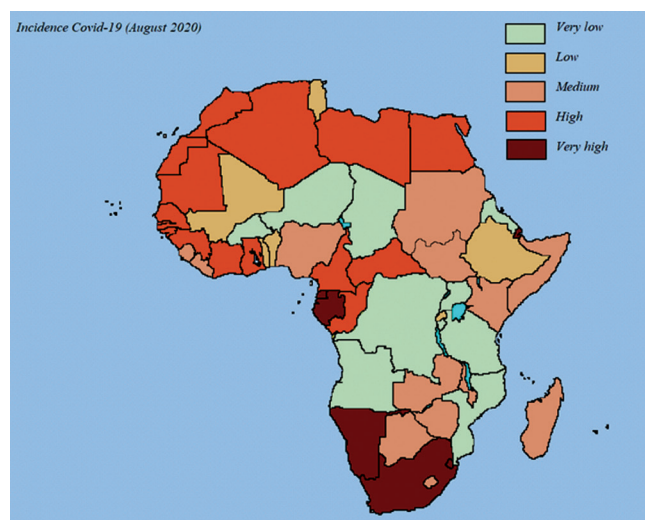 Incidence Covid-19 (August 2020)
Very low
Low
Medium
High
Very high